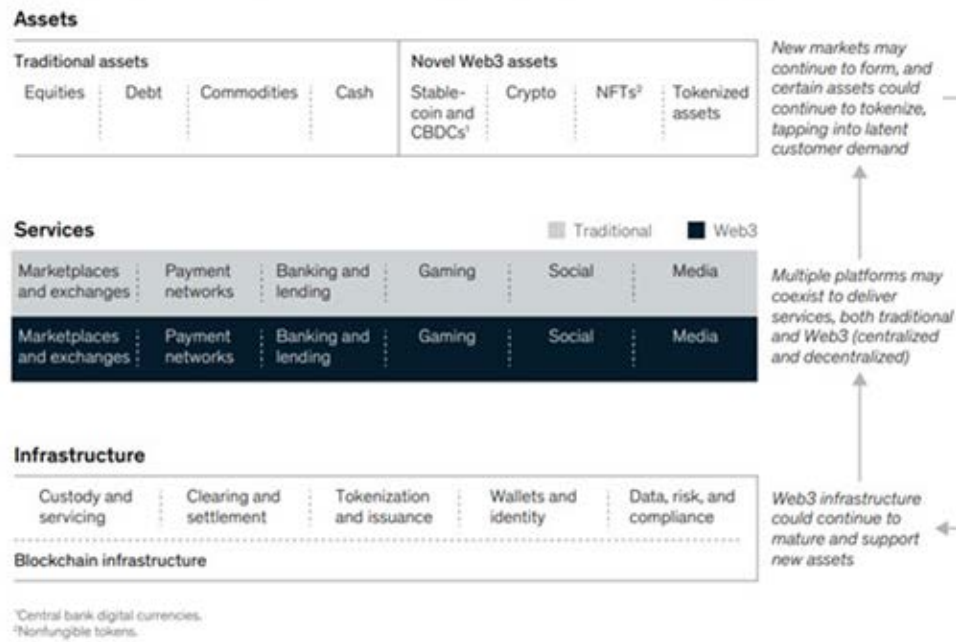 Assets
Traditional assets
Equities
Debt
Commodities
Cash
Novel Web3 assets
Stable-
coin and
CBDCs¹
Crypto
NFTs²
Tokenized
assets
New markets may
continue to form, and
certain assets could
continue to tokenize,
tapping into latent
customer demand
Services
Traditional
Web3
Marketplaces
and exchanges
Payment
networks
Banking and
lending
Gaming
Social
Media
Marketplaces
and exchanges
Payment
networks
Banking and
lending
Gaming
Social
Media
Multiple platforms may
coexist to deliver
services, both traditional
and Web3 (centralized
and decentralized)
Infrastructure
Custody and
servicing
Clearing and
settlement
Tokenization
and issuance
Wallets and
identity
Data, risk, and
compliance
Blockchain infrastructure
Web3 infrastructure
could continue to
mature and support
new assets
¹Central bank digital currencies.
²Nonfungible tokens.